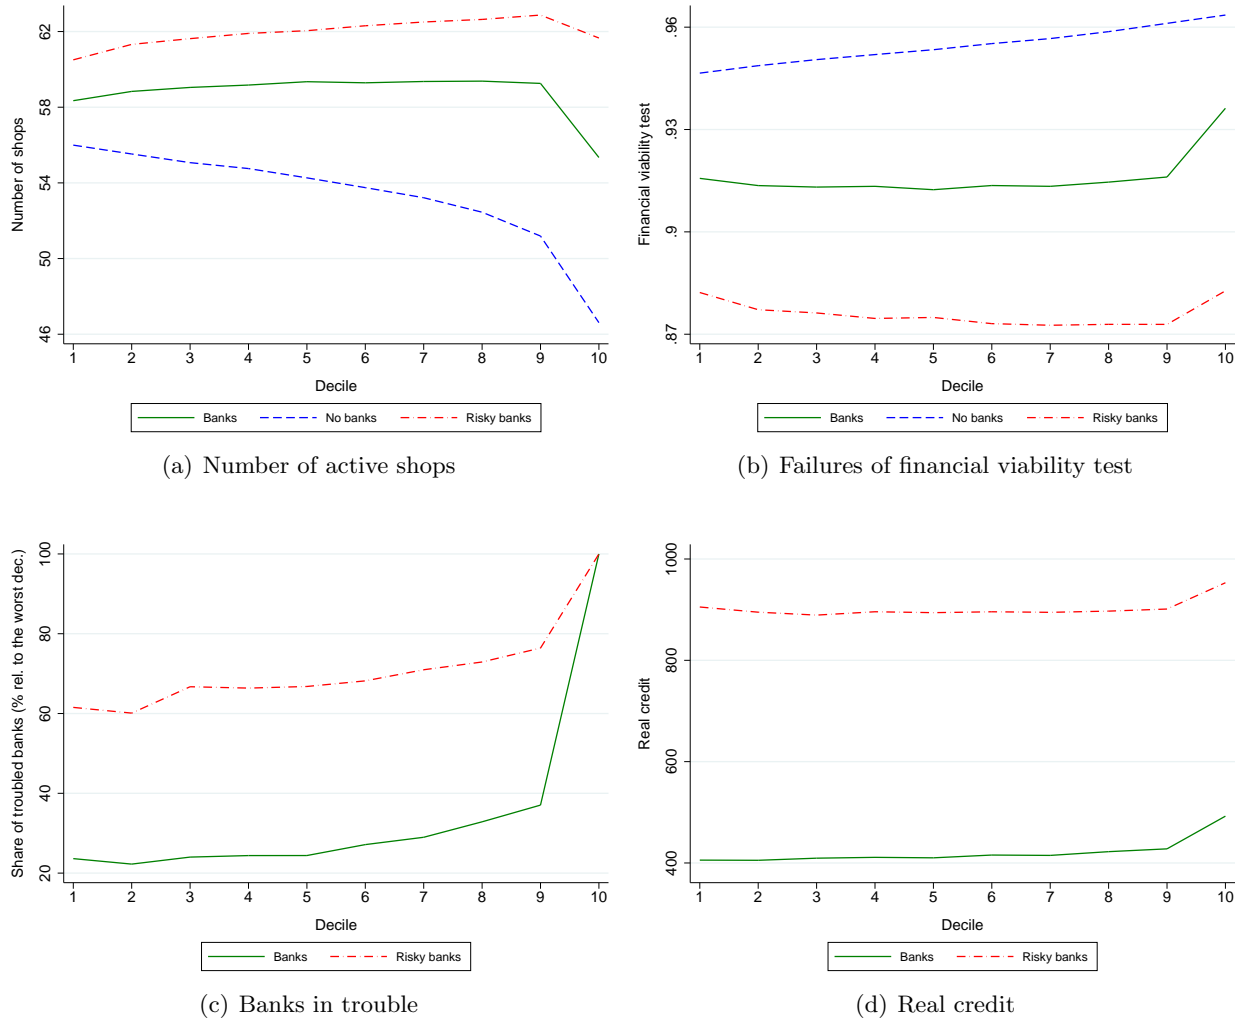 Number of shops
62
58
54
50
46
1 2 3 4 5 6 7 8 9 10
Decile
Banks No banks Risky banks
(a) Number of active shops
Financial viability test
.96
.93
.9
.87
1 2 3 4 5 6 7 8 9 10
Decile
Banks No banks Risky banks
(b) Failures of financial viability test
Share of troubled banks (% rel. to the worst dec.)
100
80
60
40
20
1 2 3 4 5 6 7 8 9 10
Decile
Banks Risky banks
(c) Banks in trouble
Real credit
1000
800
600
400
1 2 3 4 5 6 7 8 9 10
Decile
Banks Risky banks
(d) Real credit